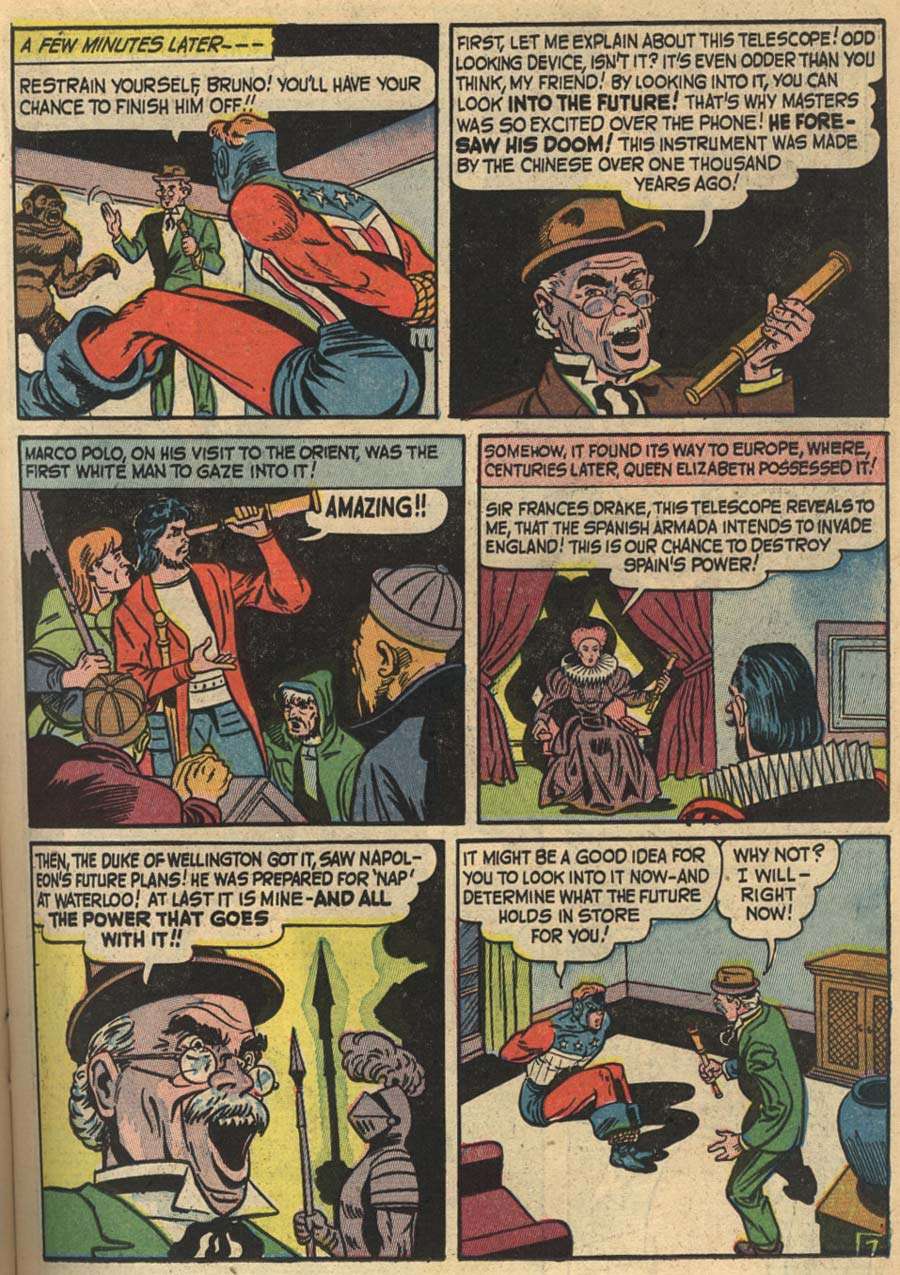 A FEW MINUTES LATER---
RESTRAIN YOURSELF, BRUNO! YOU'LL HAVE YOUR
CHANCE TO FINISH HIM OFF!!
FIRST, LET ME EXPLAIN ABOUT THIS TELESCOPE! ODD
LOOKING DEVICE, ISN'T IT? IT'S EVEN ODDER THAN YOU
THINK, MY FRIEND! BY LOOKING INTO IT, YOU CAN
LOOK INTO THE FUTURE! THAT'S WHY MASTERS
WAS SO EXCITED OVER THE PHONE! HE FORE-
SAW HIS DOOM! THIS INSTRUMENT WAS MADE
BY THE CHINESE OVER ONE THOUSAND
YEARS AGO!
MARCO POLO, ON HIS VISIT TO THE ORIENT, WAS THE
FIRST WHITE MAN TO GAZE INTO IT!
AMAZING!!
SOMEHOW, IT FOUND ITS WAY TO EUROPE, WHERE,
CENTURIES LATER, QUEEN ELIZABETH POSSESSED IT!
SIR FRANCES DRAKE, THIS TELESCOPE REVEALS TO
ME, THAT THE SPANISH ARMADA INTENDS TO INVADE
ENGLAND! THIS IS OUR CHANCE TO DESTROY
SPAIN'S POWER!
THEN, THE DUKE OF WELLINGTON GOT IT, SAW NAPOL-
EON'S FUTURE PLANS! HE WAS PREPARED FOR 'NAP'
AT WATERLOO! AT LAST IT IS MINE-AND ALL
THE POWER THAT GOES
WITH IT!!
IT MIGHT BE A GOOD IDEA FOR
YOU TO LOOK INTO IT NOW-AND
DETERMINE WHAT THE FUTURE
HOLDS IN STORE
FOR YOU!
WHY NOT?
I WILL-
RIGHT
NOW!
7